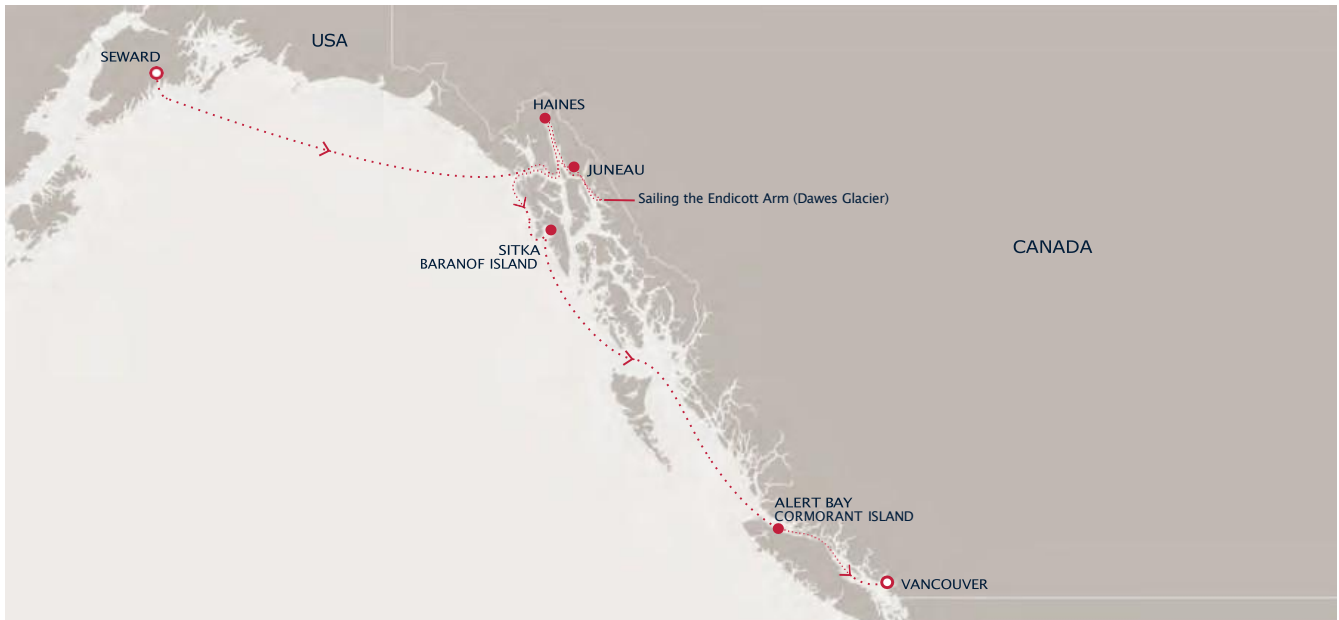 USA
SEWARD
HAINES
JUNEAU
Sailing the Endicott Arm (Dawes Glacier)
CANADA
SITKA
BARANOF ISLAND
ALERT BAY
CORMORANT ISLAND
VANCOUVER